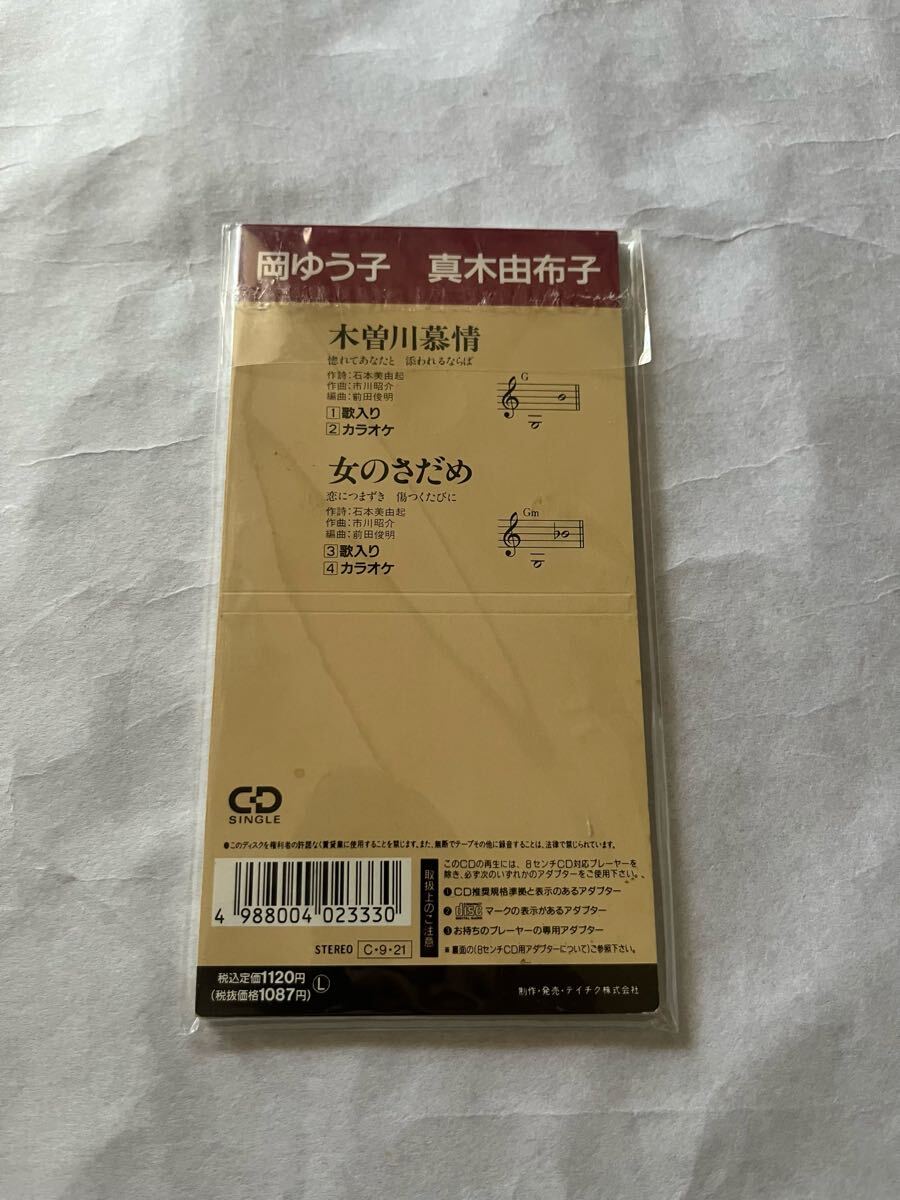 岡ゆう子　真木由布子
木曽川慕情
惚れてあなたと　添われるならば
作詩：石本美由起
作曲：市川昭介
編曲：前田俊明
1 歌入り
2 カラオケ
G
女のさだめ
恋につまずき　傷つくたびに
作詩：石本美由起
作曲：市川昭介
編曲：前田俊明
3 歌入り
4 カラオケ
Gm
CD
SINGLE
●このディスクを権利者の許諾なく賃貸業に使用することを禁じます。また、無断でテープその他に録音することは、法律で禁じられています。
4 988004 023330
STEREO C・9・21
取扱上のご注意
このCDの再生には、8センチCD対応プレーヤーを
除き、必ず次のいずれかのアダプターをご使用下さい。
❶CD推奨規格準拠と表示のあるアダプター
❷disc マークの表示があるアダプター
❸お持ちのプレーヤーの専用アダプター
※裏面の〈8センチCD用アダプターについて〉ご参照下さい。
税込定価1120円
(税抜価格1087円) Ⓛ
制作・発売・テイチク株式会社